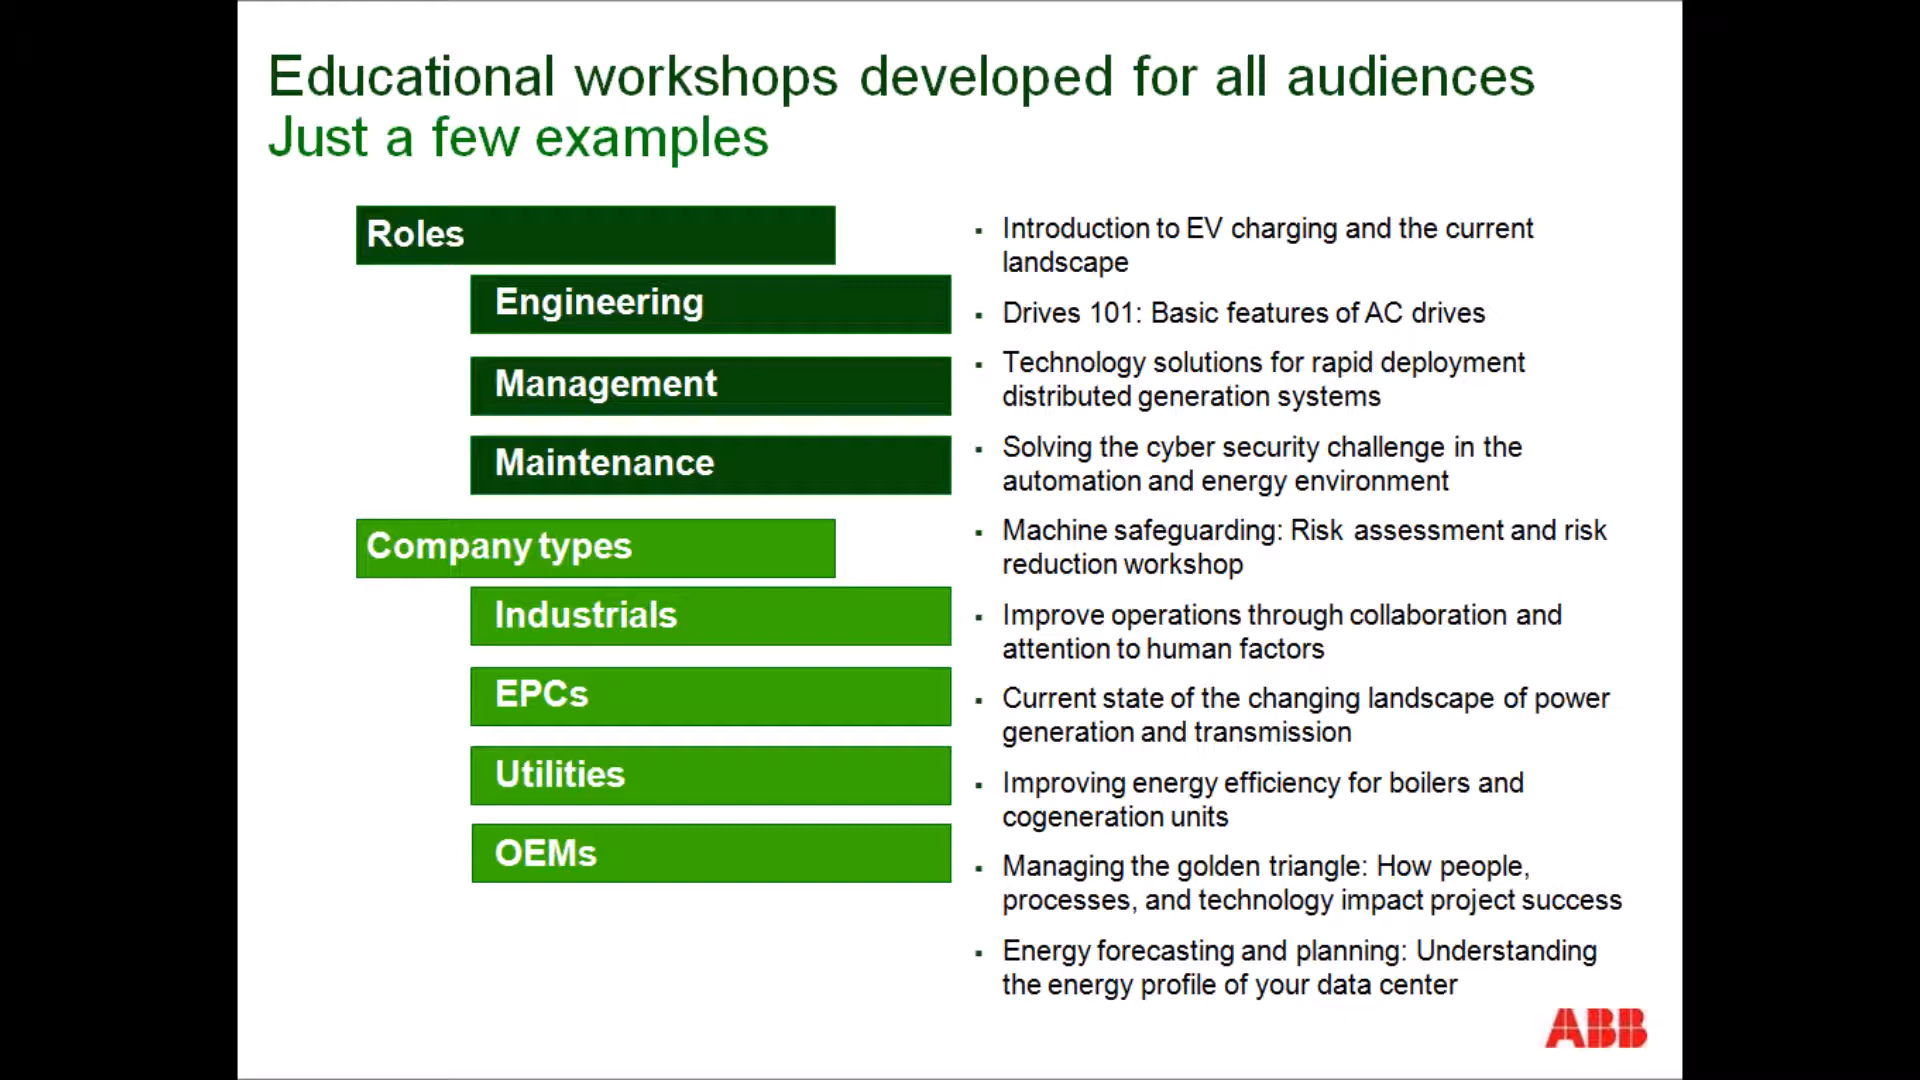 Educational workshops developed for all audiences
Just a few examples
Roles
Engineering
Management
Maintenance
Company types
Industrials
EPCs
Utilities
OEMs
Introduction to EV charging and the current
landscape
Drives 101: Basic features of AC drives
Technology solutions for rapid deployment
distributed generation systems
Solving the cyber security challenge in the
automation and energy environment
Machine safeguarding: Risk assessment and risk
reduction workshop
Improve operations through collaboration and
attention to human factors
Current state of the changing landscape of power
generation and transmission
Improving energy efficiency for boilers and
cogeneration units
Managing the golden triangle: How people,
processes, and technology impact project success
Energy forecasting and planning: Understanding
the energy profile of your data center
ABB